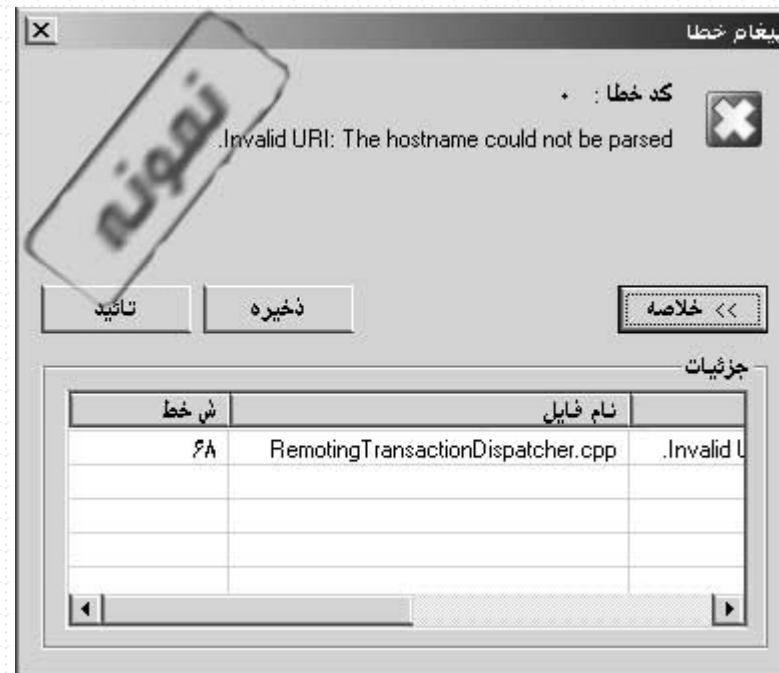 پیغام خطا
کد خطا : ۰
Invalid URI: The hostname could not be parsed.
نمونه
>> خلاصه
ذخیره
تائید
جزئیات
نام فایل
ش خط
Invalid U.
RemotingTransactionDispatcher.cpp
۶۸